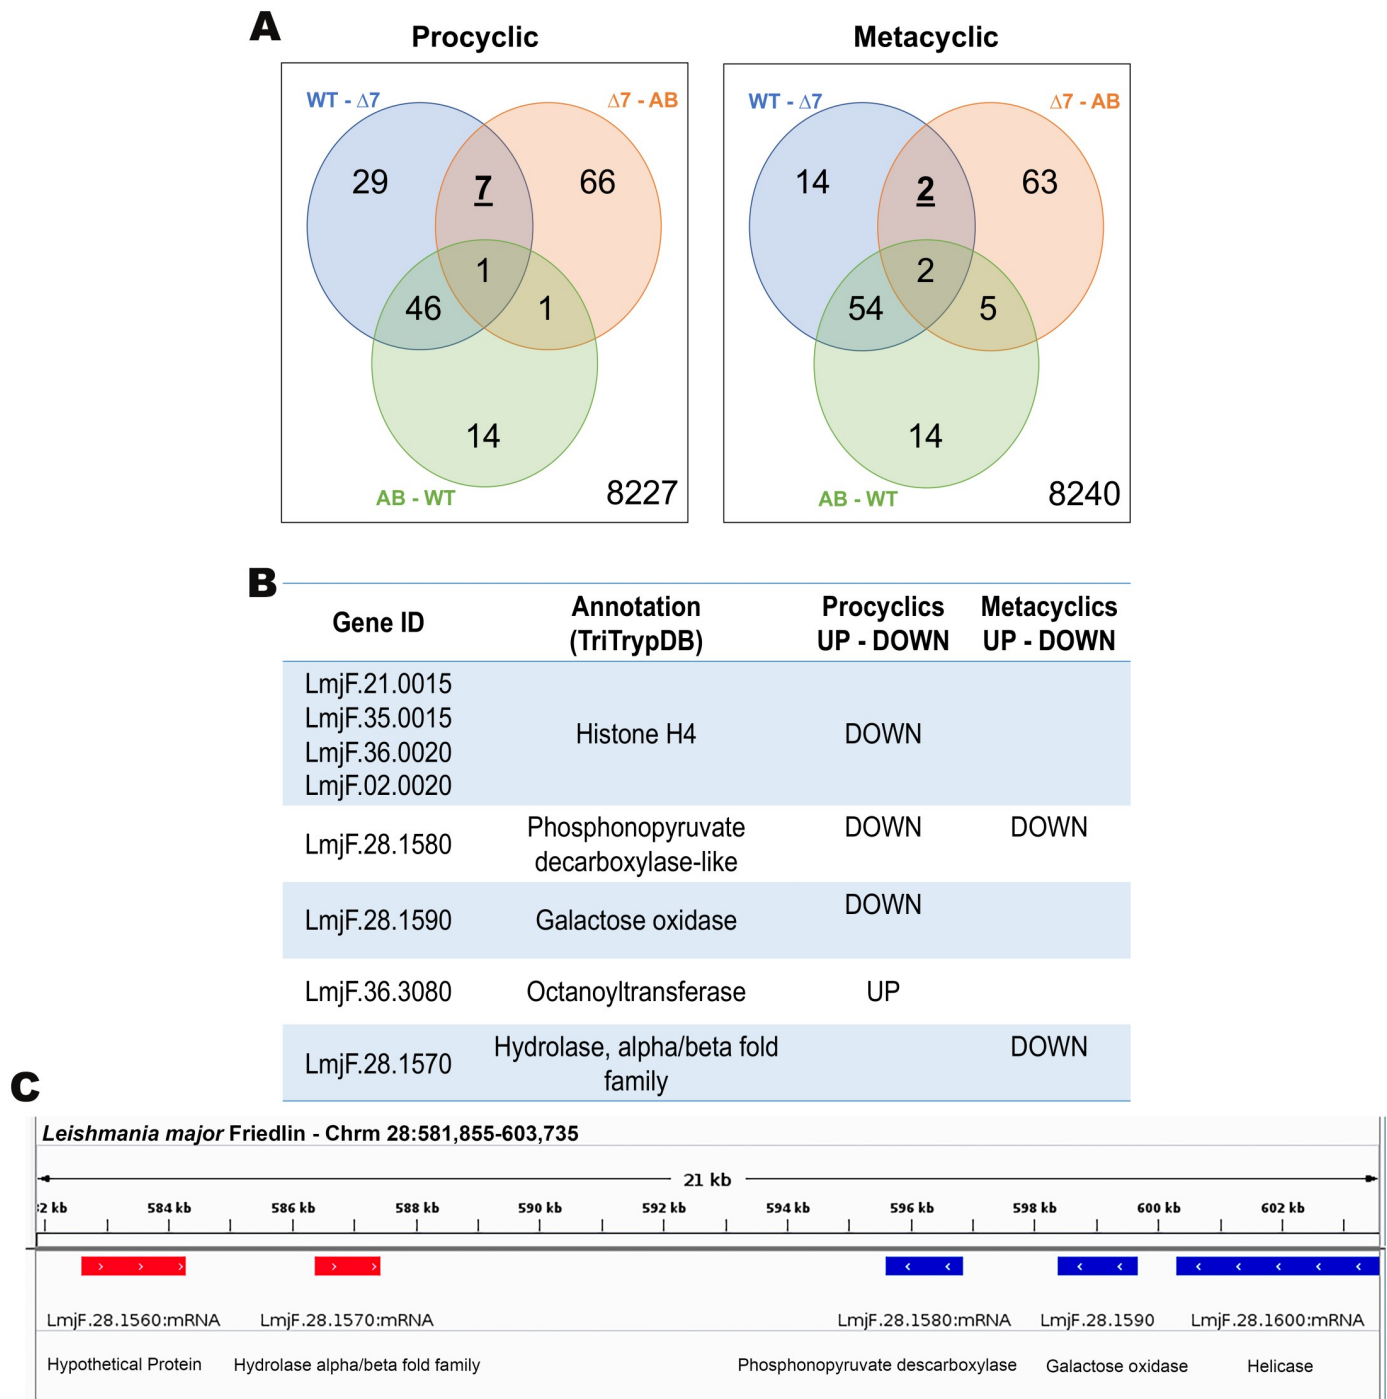 A
Procyclic
Metacyclic
WT - Δ7
Δ7 - AB
29
7
66
1
46
1
14
AB - WT
8227
WT - Δ7
Δ7 - AB
14
2
63
2
54
5
14
AB - WT
8240
B
Gene ID
Annotation
(TriTrypDB)
Procyclics
UP - DOWN
Metacyclics
UP - DOWN
LmjF.21.0015
LmjF.35.0015
LmjF.36.0020
LmjF.02.0020
Histone H4
DOWN
LmjF.28.1580
Phosphonopyruvate
decarboxylase-like
DOWN
DOWN
LmjF.28.1590
Galactose oxidase
DOWN
LmjF.36.3080
Octanoyltransferase
UP
LmjF.28.1570
Hydrolase, alpha/beta fold
family
DOWN
C
Leishmania major Friedlin - Chrm 28:581,855-603,735
21 kb
2 kb 584 kb 586 kb 588 kb 590 kb 592 kb 594 kb 596 kb 598 kb 600 kb 602 kb
LmjF.28.1560:mRNA LmjF.28.1570:mRNA LmjF.28.1580:mRNA LmjF.28.1590 LmjF.28.1600:mRNA
Hypothetical Protein Hydrolase alpha/beta fold family Phosphonopyruvate descarboxylase Galactose oxidase Helicase